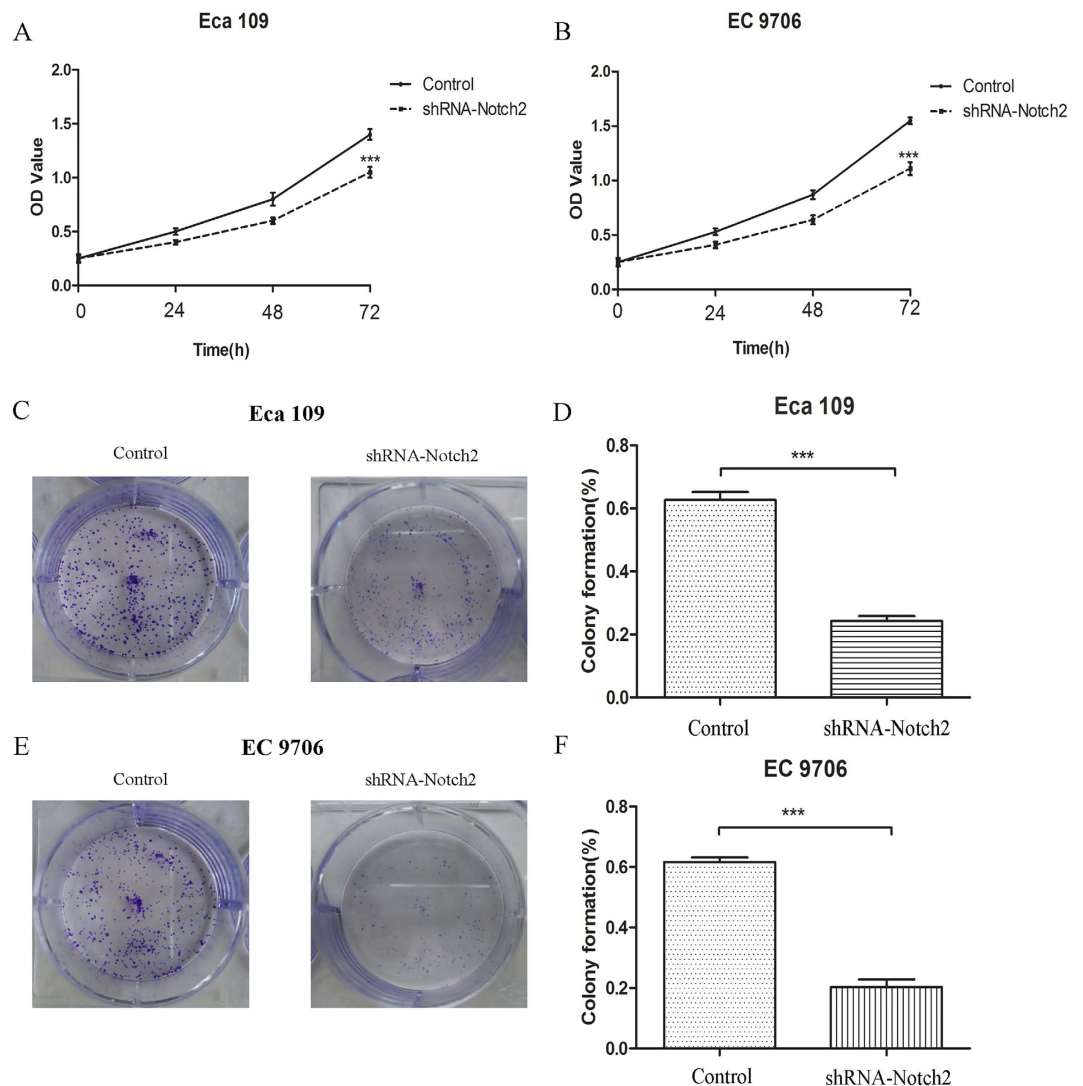 A
Eca 109
2.0
1.5
1.0
0.5
0.0
OD Value
0 24 48 72
Time(h)
Control
shRNA-Notch2
***
B
EC 9706
2.0
1.5
1.0
0.5
0.0
OD Value
0 24 48 72
Time(h)
Control
shRNA-Notch2
***
C
Eca 109
Control shRNA-Notch2
D
Eca 109
0.8
0.6
0.4
0.2
0.0
Colony formation(%)
***
Control shRNA-Notch2
E
EC 9706
Control shRNA-Notch2
F
EC 9706
0.8
0.6
0.4
0.2
0.0
Colony formation(%)
***
Control shRNA-Notch2